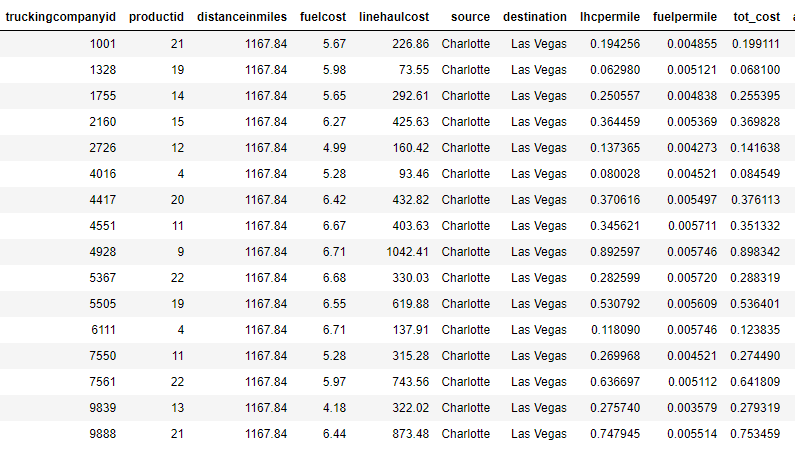 truckingcompanyid productid distanceinmiles fuelcost linehaulcost source destination lhcpermile fuelpermile tot_cost
1001 21 1167.84 5.67 226.86 Charlotte Las Vegas 0.194256 0.004855 0.199111
1328 19 1167.84 5.98 73.55 Charlotte Las Vegas 0.062980 0.005121 0.068100
1755 14 1167.84 5.65 292.61 Charlotte Las Vegas 0.250557 0.004838 0.255395
2160 15 1167.84 6.27 425.63 Charlotte Las Vegas 0.364459 0.005369 0.369828
2726 12 1167.84 4.99 160.42 Charlotte Las Vegas 0.137365 0.004273 0.141638
4016 4 1167.84 5.28 93.46 Charlotte Las Vegas 0.080028 0.004521 0.084549
4417 20 1167.84 6.42 432.82 Charlotte Las Vegas 0.370616 0.005497 0.376113
4551 11 1167.84 6.67 403.63 Charlotte Las Vegas 0.345621 0.005711 0.351332
4928 9 1167.84 6.71 1042.41 Charlotte Las Vegas 0.892597 0.005746 0.898342
5367 22 1167.84 6.68 330.03 Charlotte Las Vegas 0.282599 0.005720 0.288319
5505 19 1167.84 6.55 619.88 Charlotte Las Vegas 0.530792 0.005609 0.536401
6111 4 1167.84 6.71 137.91 Charlotte Las Vegas 0.118090 0.005746 0.123835
7550 11 1167.84 5.28 315.28 Charlotte Las Vegas 0.269968 0.004521 0.274490
7561 22 1167.84 5.97 743.56 Charlotte Las Vegas 0.636697 0.005112 0.641809
9839 13 1167.84 4.18 322.02 Charlotte Las Vegas 0.275740 0.003579 0.279319
9888 21 1167.84 6.44 873.48 Charlotte Las Vegas 0.747945 0.005514 0.753459